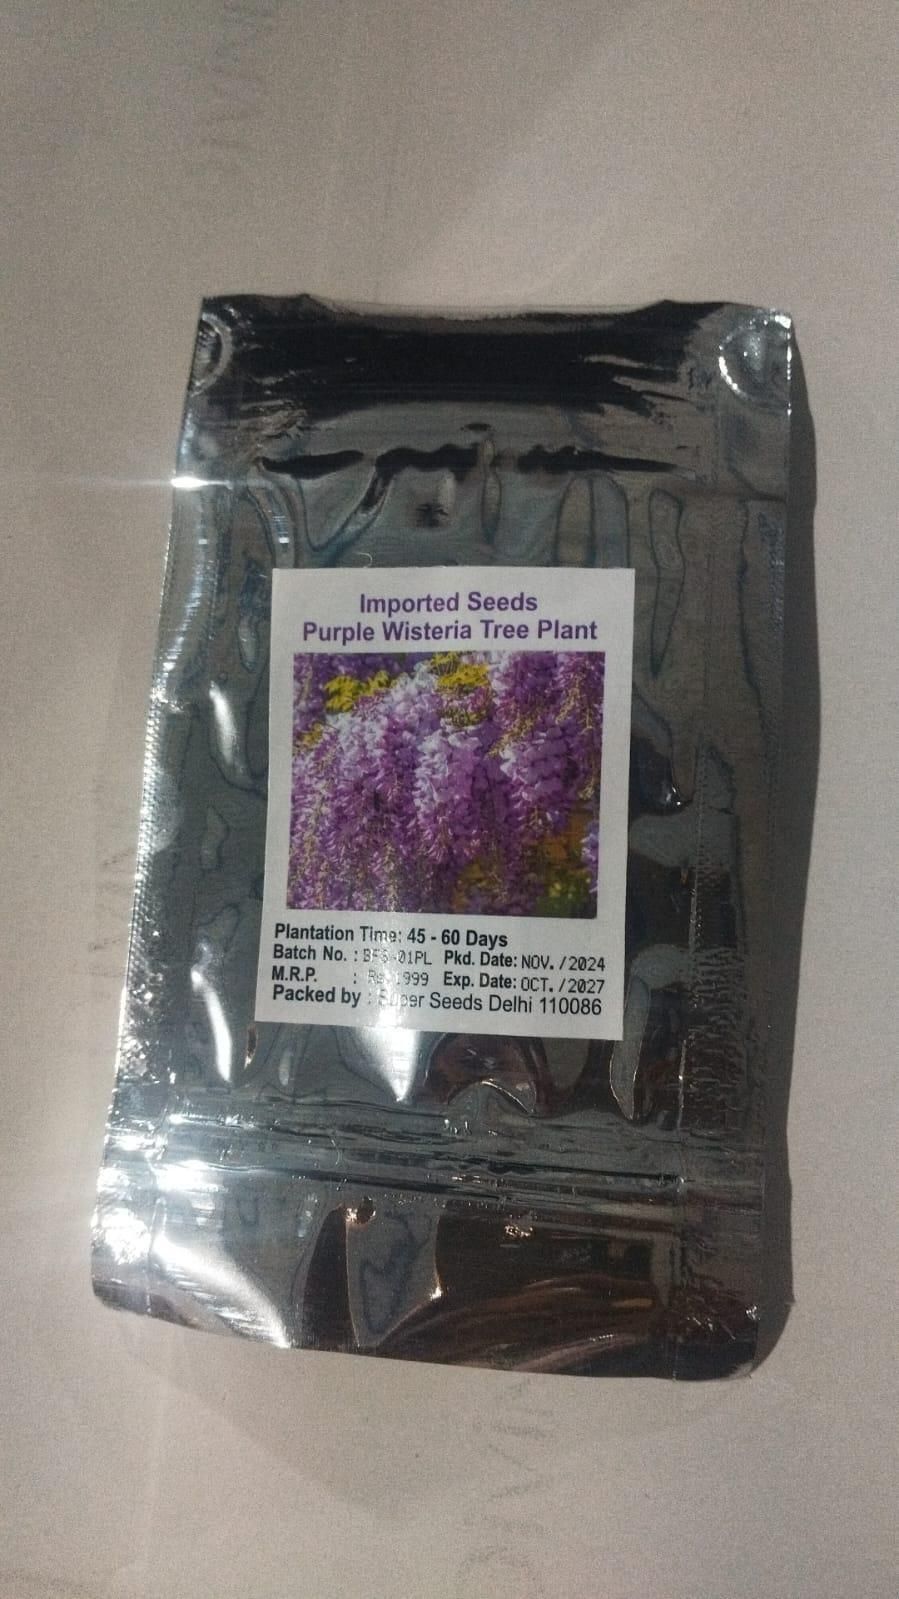 Imported Seeds
Purple Wisteria Tree Plant
Plantation Time: 45 - 60 Days
Batch No. : BFS-01PL Pkd. Date: NOV./2024
M.R.P. : Rs.1999 Exp. Date: OCT./2027
Packed by : Super Seeds Delhi 110086